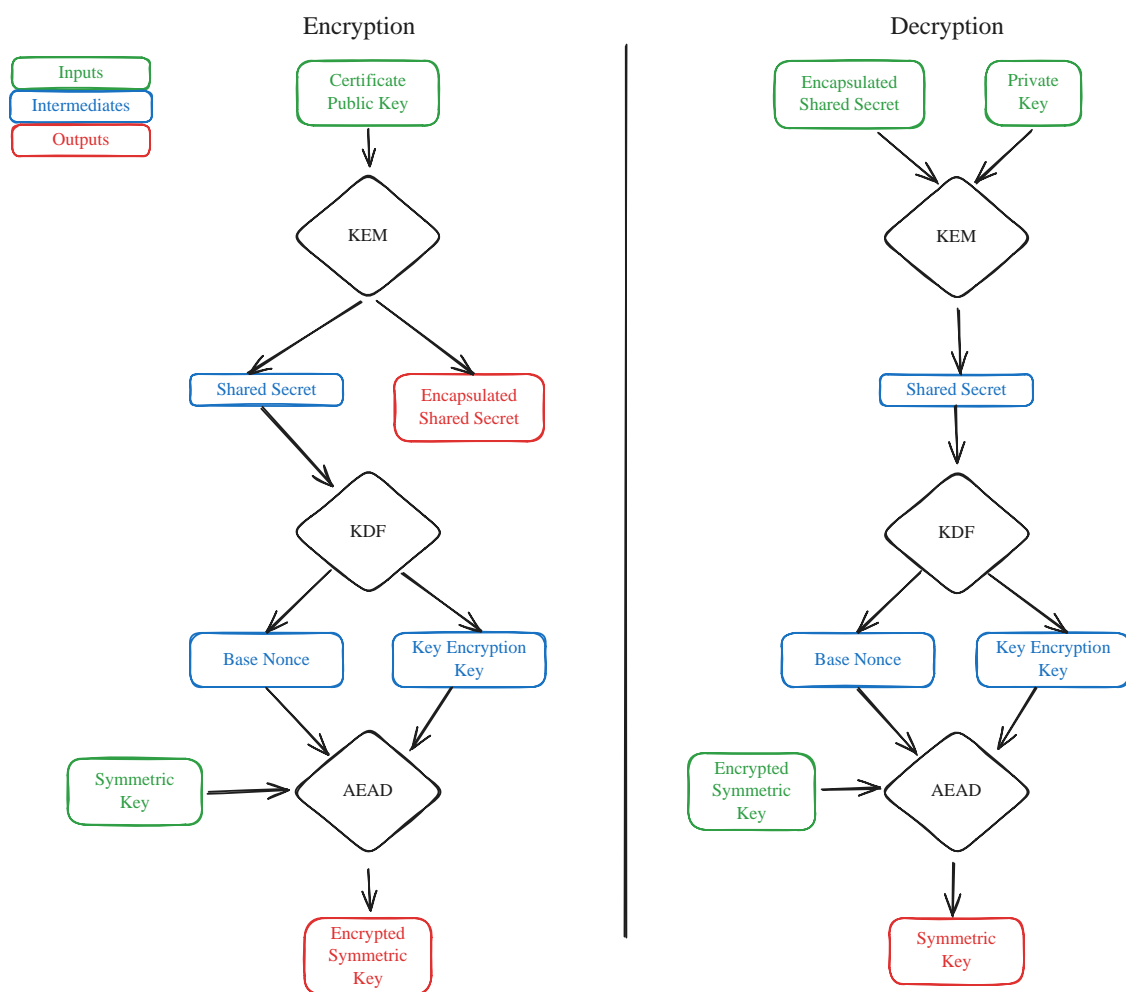 Encryption
Inputs
Intermediates
Outputs
Certificate
Public Key
KEM
Shared Secret
Encapsulated
Shared Secret
KDF
Base Nonce
Key Encryption
Key
Symmetric
Key
AEAD
Encrypted
Symmetric
Key
Decryption
Encapsulated
Shared Secret
Private
Key
KEM
Shared Secret
KDF
Base Nonce
Key Encryption
Key
Encrypted
Symmetric
Key
AEAD
Symmetric
Key